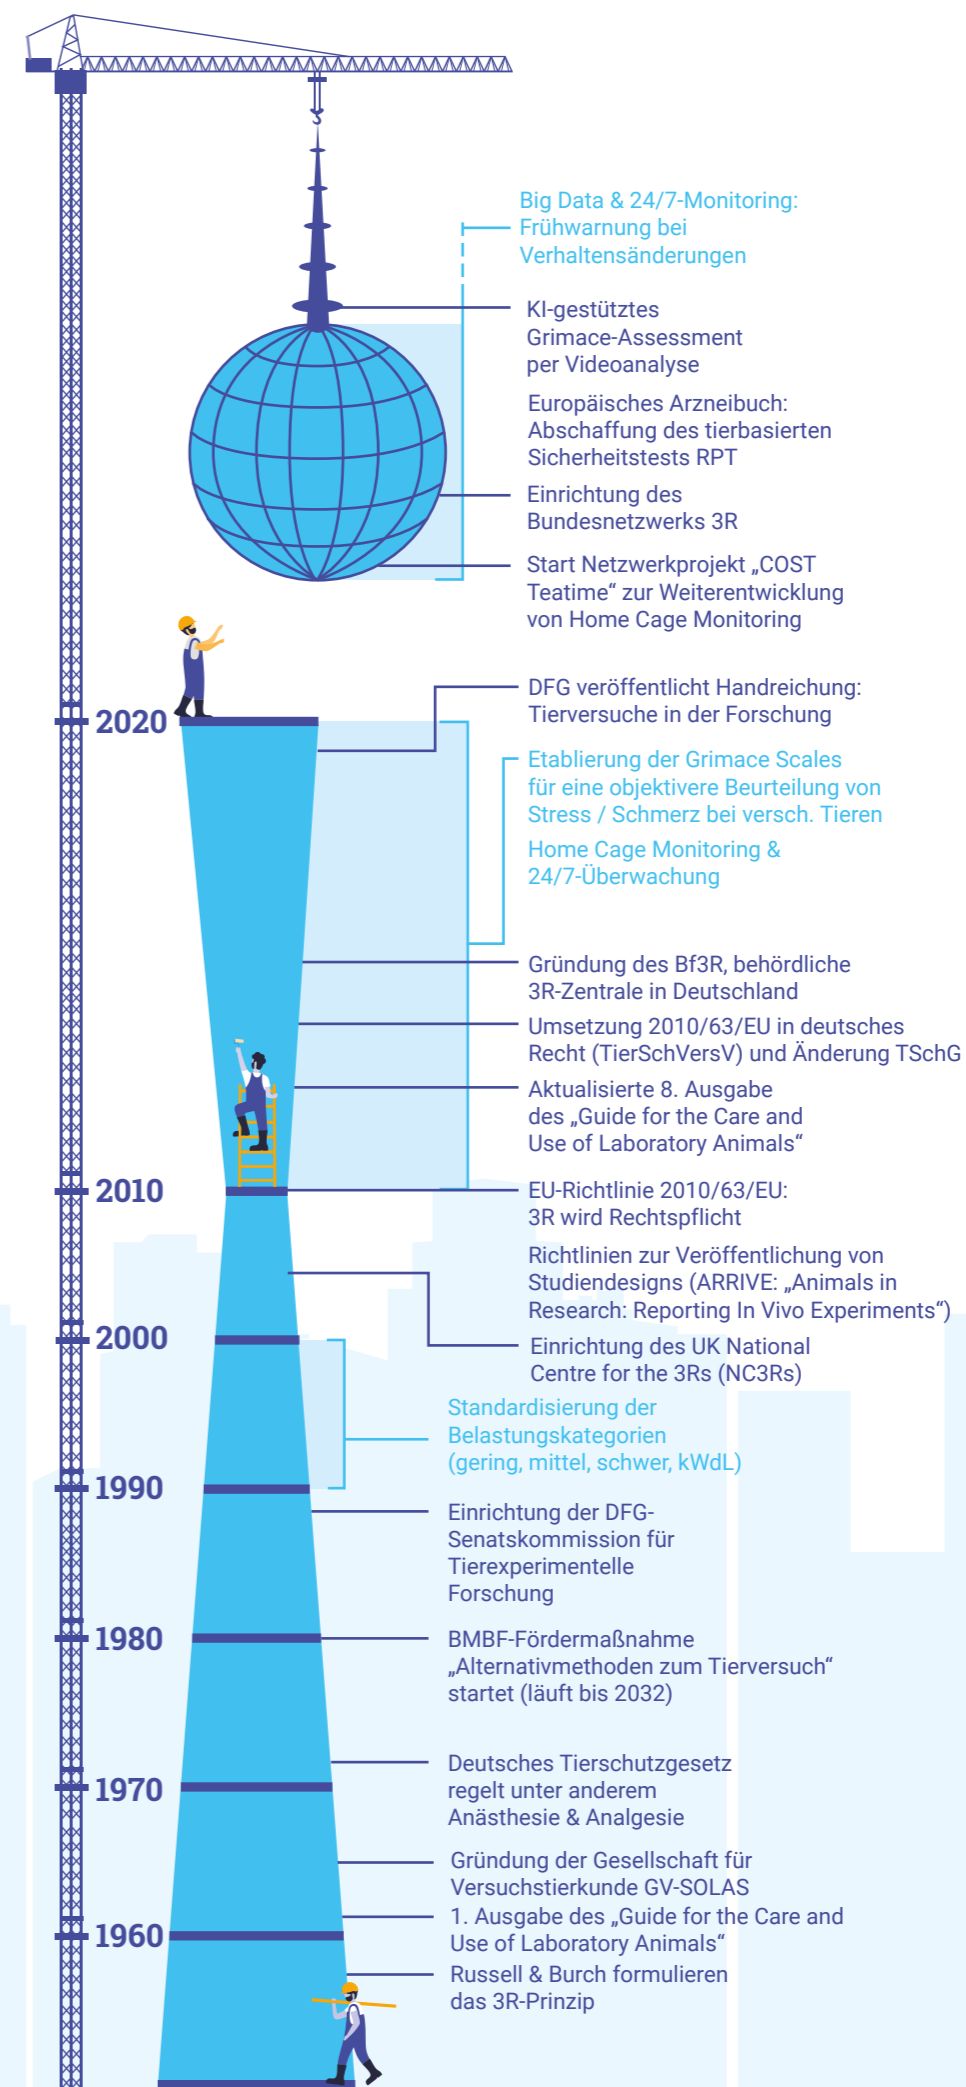 Big Data & 24/7-Monitoring:
Frühwarnung bei
Verhaltensänderungen
KI-gestütztes
Grimace-Assessment
per Videoanalyse
Europäisches Arzneibuch:
Abschaffung des tierbasierten
Sicherheitstests RPT
Einrichtung des
Bundesnetzwerks 3R
Start Netzwerkprojekt „COST
Teatime“ zur Weiterentwicklung
von Home Cage Monitoring
2020
DFG veröffentlicht Handreichung:
Tierversuche in der Forschung
Etablierung der Grimace Scales
für eine objektivere Beurteilung von
Stress / Schmerz bei versch. Tieren
Home Cage Monitoring &
24/7-Überwachung
Gründung des Bf3R, behördliche
3R-Zentrale in Deutschland
Umsetzung 2010/63/EU in deutsches
Recht (TierSchVersV) und Änderung TSchG
Aktualisierte 8. Ausgabe
des „Guide for the Care and
Use of Laboratory Animals“
2010
EU-Richtlinie 2010/63/EU:
3R wird Rechtspflicht
Richtlinien zur Veröffentlichung von
Studiendesigns (ARRIVE: „Animals in
Research: Reporting In Vivo Experiments“)
2000
Einrichtung des UK National
Centre for the 3Rs (NC3Rs)
Standardisierung der
Belastungskategorien
(gering, mittel, schwer, kWdL)
1990
Einrichtung der DFG-
Senatskommission für
Tierexperimentelle
Forschung
1980
BMBF-Fördermaßnahme
„Alternativmethoden zum Tierversuch“
startet (läuft bis 2032)
Deutsches Tierschutzgesetz
regelt unter anderem
Anästhesie & Analgesie
1970
Gründung der Gesellschaft für
Versuchstierkunde GV-SOLAS
1. Ausgabe des „Guide for the Care and
Use of Laboratory Animals“
1960
Russell & Burch formulieren
das 3R-Prinzip